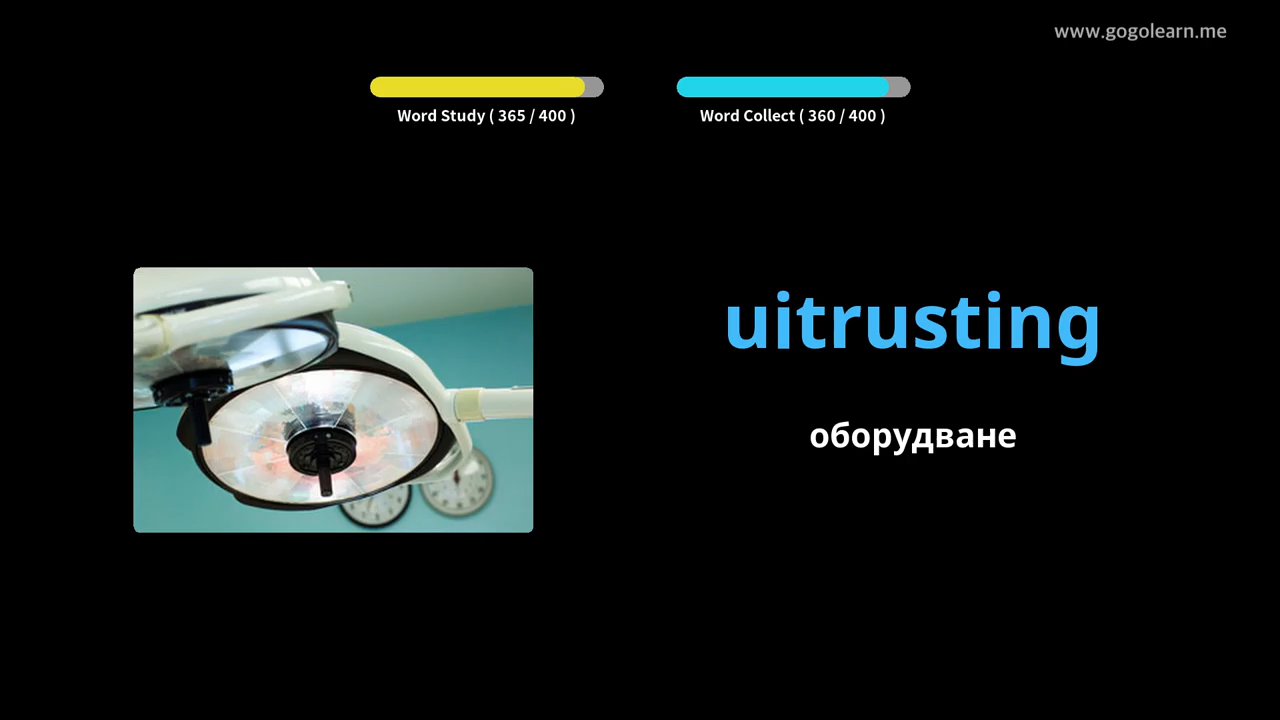 www.gogolearn.me
Word Study ( 365 / 400 )
Word Collect ( 360 / 400 )
uitrusting
оборудване